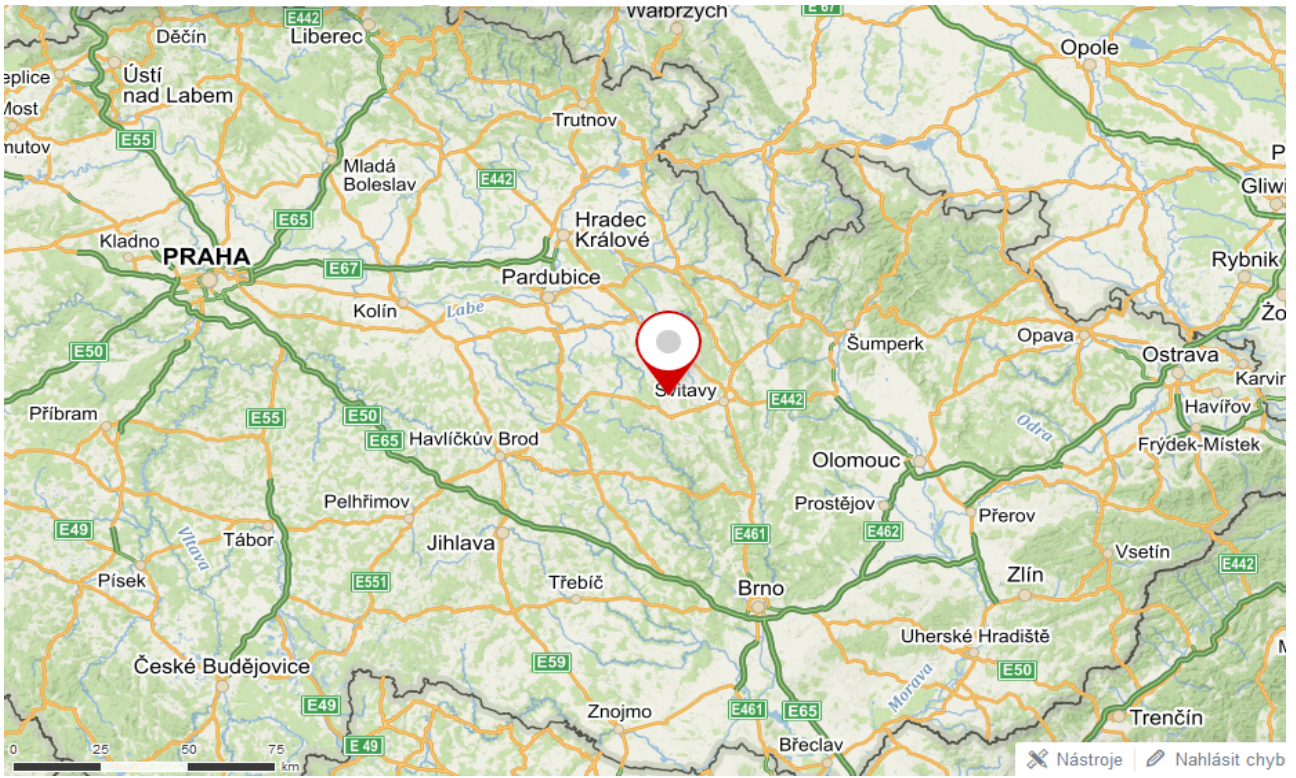 E442
Wałbrzych
E 67
Děčín
Liberec
Opole
eplice
Ústí
nad Labem
Most
Trutnov
E55
mutov
P
Mladá
Boleslav
E442
Gliwi
E65
Hradec
Králové
Kladno
PRAHA
E67
Pardubice
Rybnik
Kolín
Labe
Żo
Opava
Šumperk
E50
Ostrava
Svitavy
Karvin
E442
Příbram
E55
E50
Havířov
Odra
E65
Havlíčkův Brod
Frýdek-Místek
Olomouc
Pelhřimov
Prostějov
Přerov
E49
Vltava
Tábor
Jihlava
E461
E462
Vsetín
E442
Písek
E551
Třebíč
Brno
Zlín
Uherské Hradiště
České Budějovice
E59
E50
M
Morava
E49
Znojmo
E461
E65
Trenčín
E 49
Břeclav
0 25 50 75
km
Nástroje
Nahlásit chyb